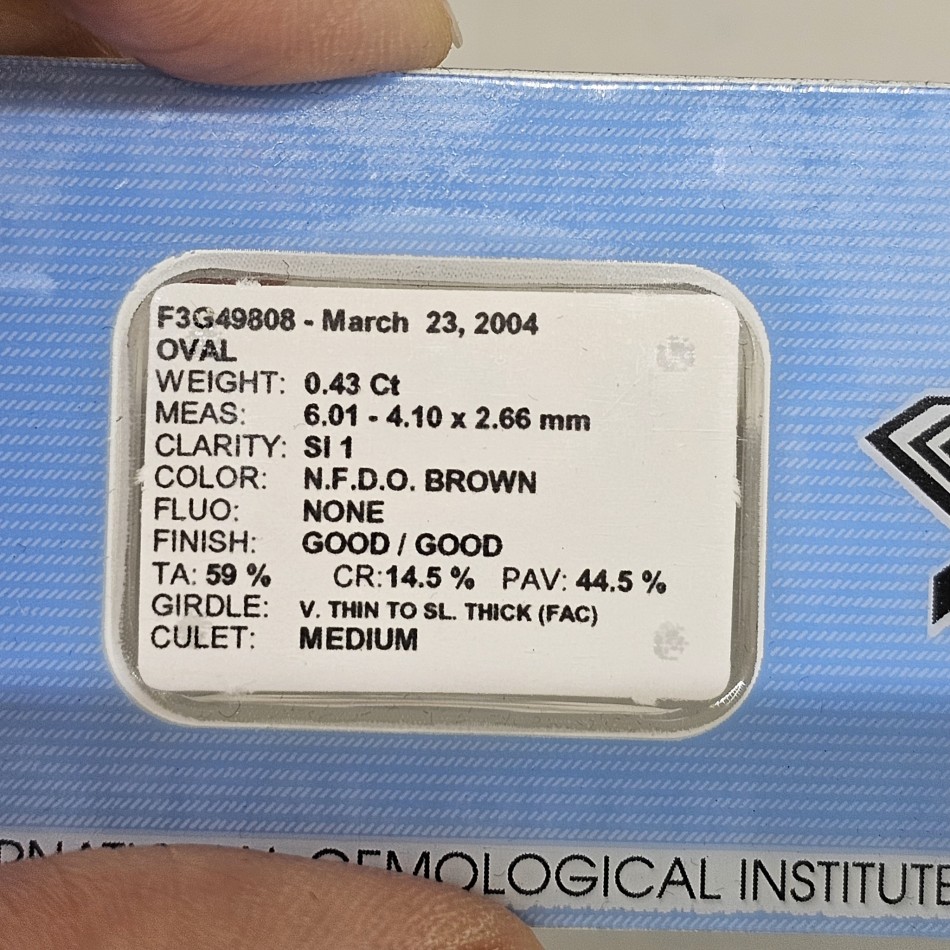 F3G49808 - March 23, 2004
OVAL
WEIGHT: 0.43 Ct
MEAS: 6.01 - 4.10 x 2.66 mm
CLARITY: SI 1
COLOR: N.F.D.O. BROWN
FLUO: NONE
FINISH: GOOD / GOOD
TA: 59 % CR:14.5 % PAV: 44.5 %
GIRDLE: V. THIN TO SL. THICK (FAC)
CULET: MEDIUM
GEMOLOGICAL INSTITUTE